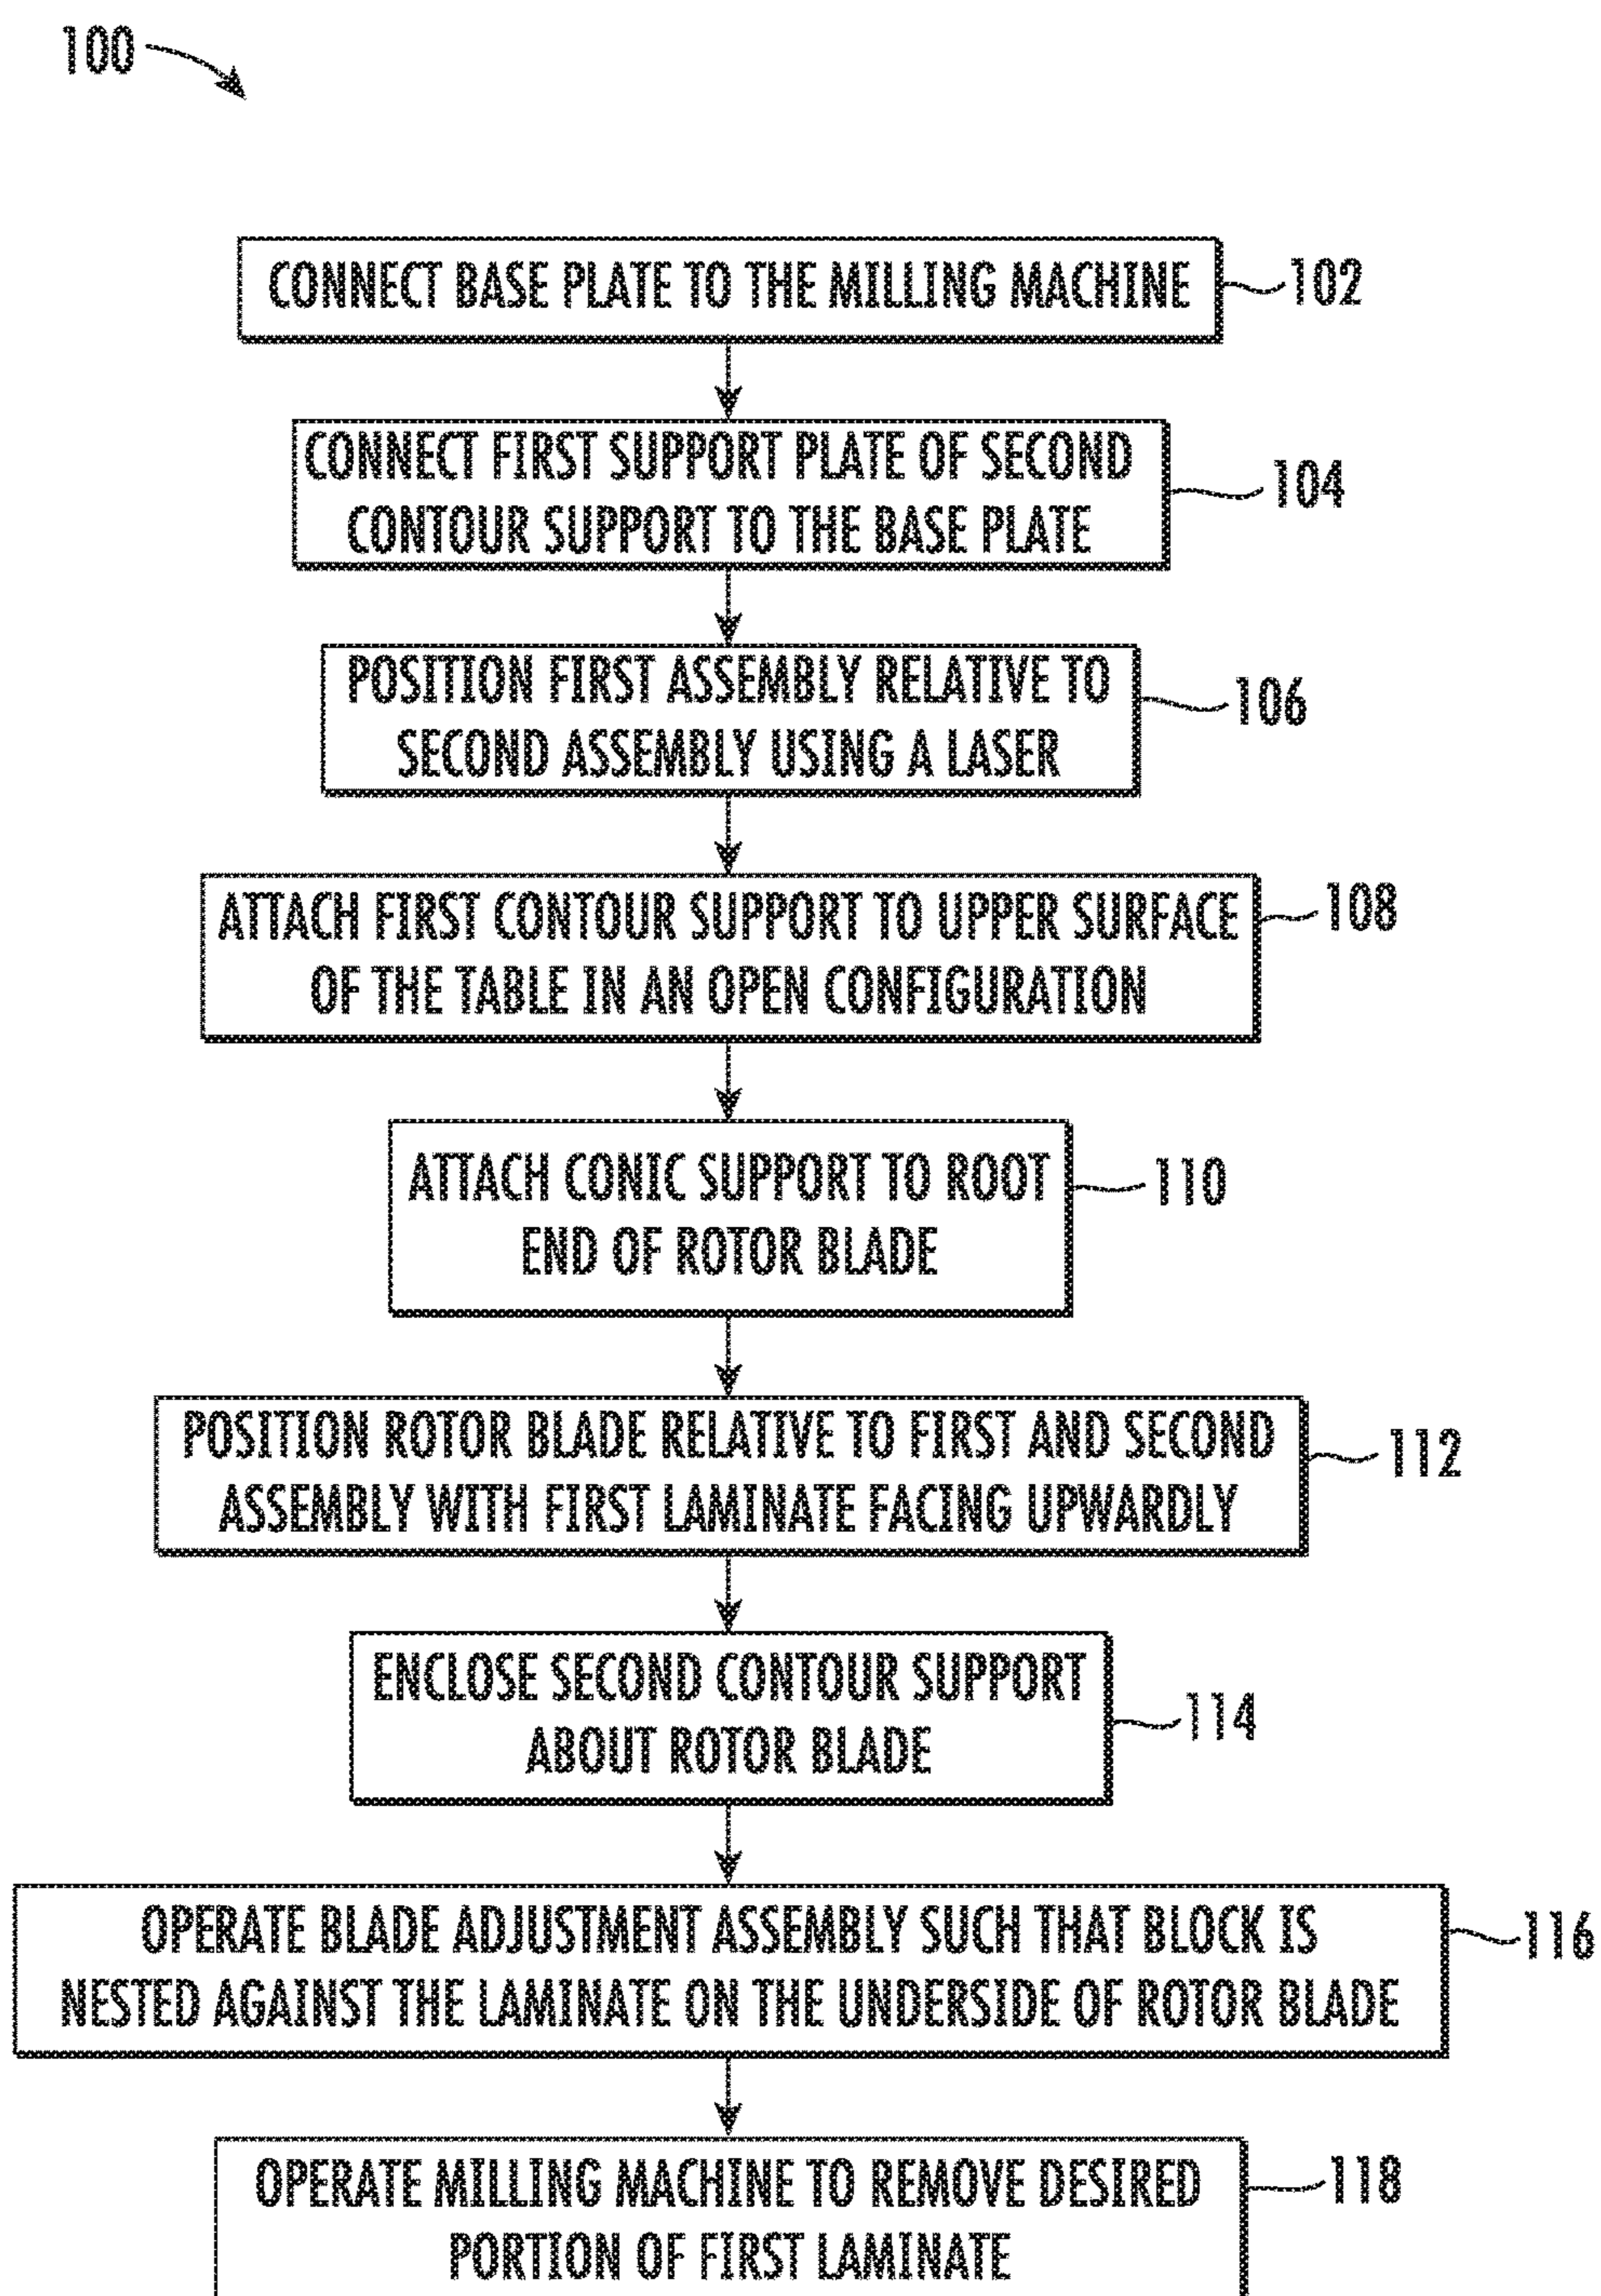 100
CONNECT BASE PLATE TO THE MILLING MACHINE
102
CONNECT FIRST SUPPORT PLATE OF SECOND
CONTOUR SUPPORT TO THE BASE PLATE
104
POSITION FIRST ASSEMBLY RELATIVE TO
SECOND ASSEMBLY USING A LASER
106
ATTACH FIRST CONTOUR SUPPORT TO UPPER SURFACE
OF THE TABLE IN AN OPEN CONFIGURATION
108
ATTACH CONIC SUPPORT TO ROOT
END OF ROTOR BLADE
110
POSITION ROTOR BLADE RELATIVE TO FIRST AND SECOND
ASSEMBLY WITH FIRST LAMINATE FACING UPWARDLY
112
ENCLOSE SECOND CONTOUR SUPPORT
ABOUT ROTOR BLADE
114
OPERATE BLADE ADJUSTMENT ASSEMBLY SUCH THAT BLOCK IS
NESTED AGAINST THE LAMINATE ON THE UNDERSIDE OF ROTOR BLADE
116
OPERATE MILLING MACHINE TO REMOVE DESIRED
PORTION OF FIRST LAMINATE
118